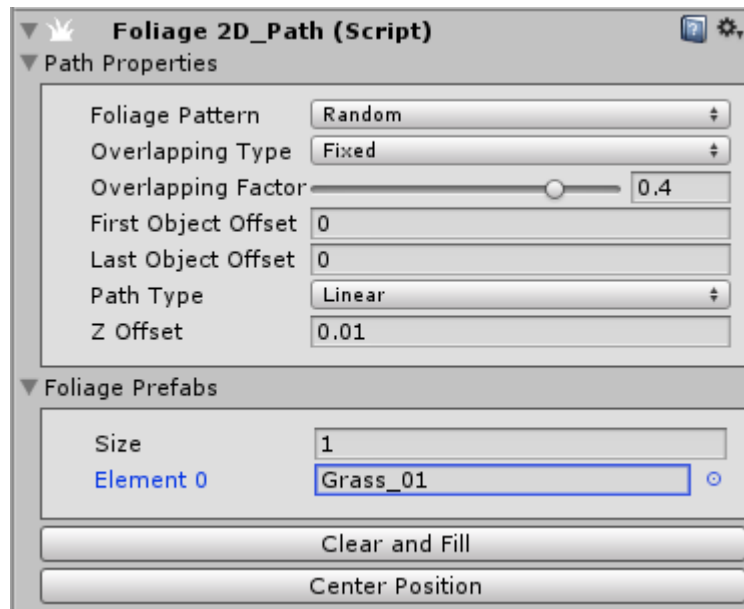 Foliage 2D_Path (Script)
Path Properties
Foliage Pattern Random
Overlapping Type Fixed
Overlapping Factor 0.4
First Object Offset 0
Last Object Offset 0
Path Type Linear
Z Offset 0.01
Foliage Prefabs
Size 1
Element 0 Grass_01
Clear and Fill
Center Position